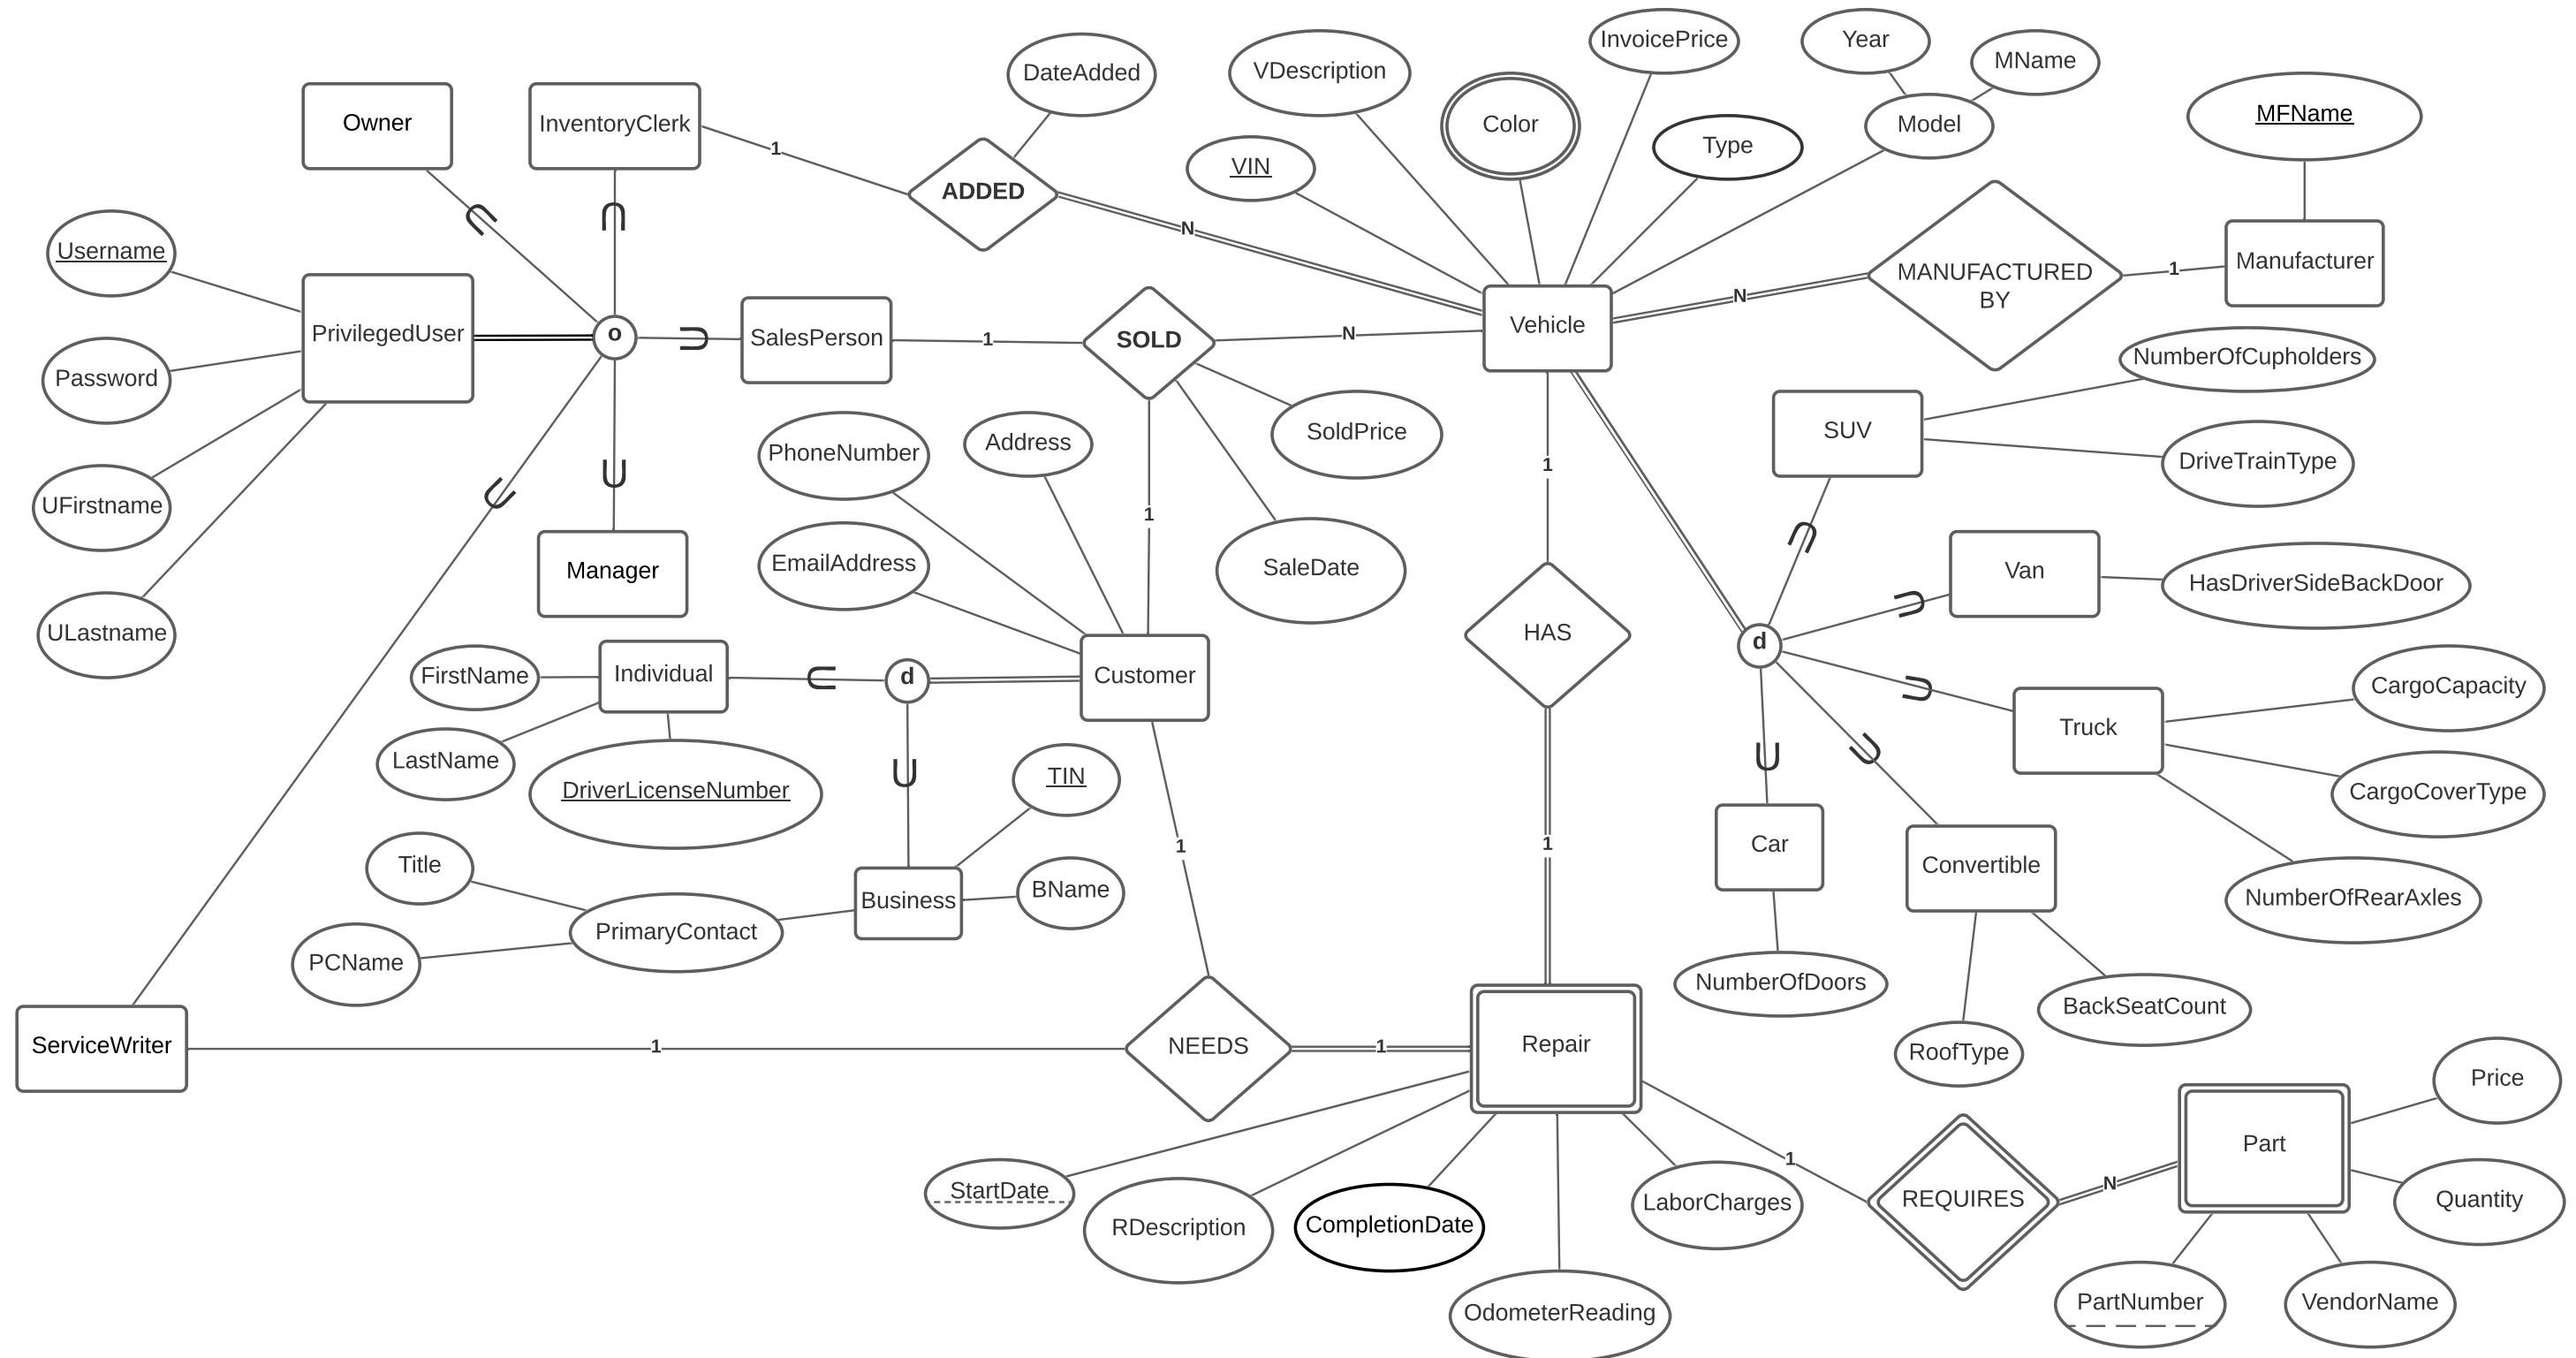 InvoicePrice
Year
MName
DateAdded
VDescription
Color
Model
MFName
Owner
InventoryClerk
1
Type
VIN
ADDED
N
Username
MANUFACTURED
BY
1
Manufacturer
N
PrivilegedUser
o
SalesPerson
1
SOLD
N
Vehicle
NumberOfCupholders
Password
PhoneNumber
Address
SoldPrice
SUV
DriveTrainType
1
UFirstname
1
EmailAddress
SaleDate
Manager
Van
HasDriverSideBackDoor
ULastname
HAS
d
FirstName
Individual
d
Customer
CargoCapacity
Truck
LastName
DriverLicenseNumber
TIN
CargoCoverType
1
1
Car
Convertible
Title
Business
BName
NumberOfRearAxles
PrimaryContact
PCName
NumberOfDoors
BackSeatCount
ServiceWriter
1
NEEDS
1
Repair
RoofType
Price
Part
1
N
StartDate
RDescription
CompletionDate
LaborCharges
REQUIRES
Quantity
OdometerReading
PartNumber
VendorName